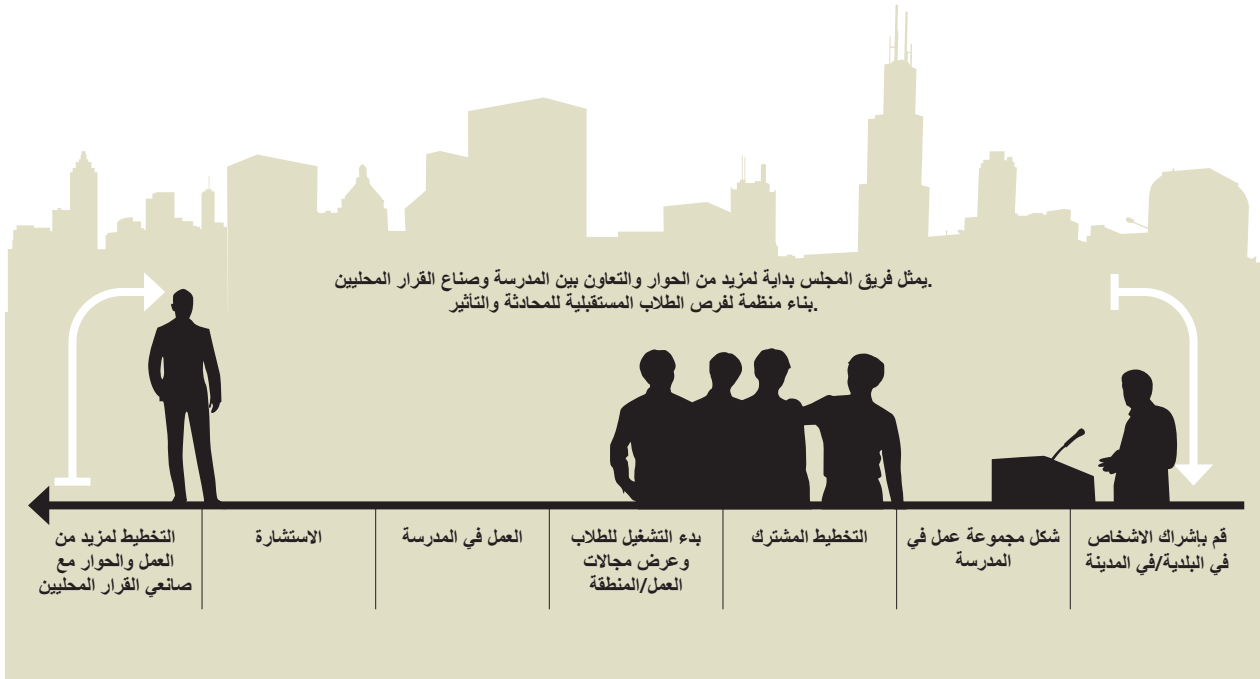 يمثل فريق المجلس بداية لمزيد من الحوار والتعاون بين المدرسة وصناع القرار المحليين.
بناء منظمة لفرص الطلاب المستقبلية للمحادثة والتأثير.
قم بإشراك الاشخاص
في البلدية/في المدينة
شكل مجموعة عمل في
المدرسة
التخطيط المشترك
بدء التشغيل للطلاب
وعرض مجالات
العمل/المنطقة
العمل في المدرسة
الاستشارة
التخطيط لمزيد من
العمل والحوار مع
صانعي القرار المحليين